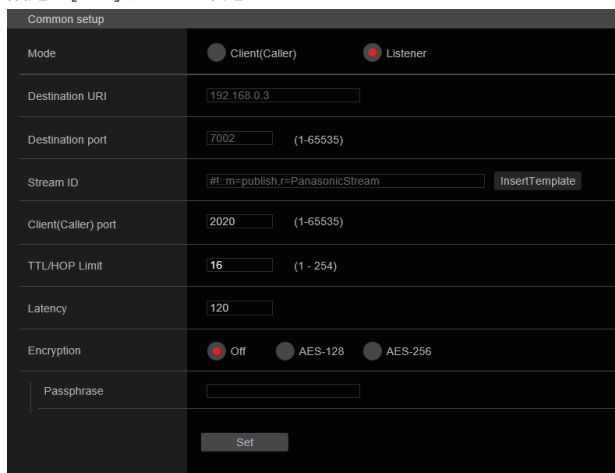 Common setup
Mode Client(Caller) Listener
Destination URI 192.168.0.3
Destination port 7002 (1-65535)
Stream ID #!::m=publish,r=PanasonicStream InsertTemplate
Client(Caller) port 2020 (1-65535)
TTL/HOP Limit 16 (1 - 254)
Latency 120
Encryption Off AES-128 AES-256
Passphrase
Set